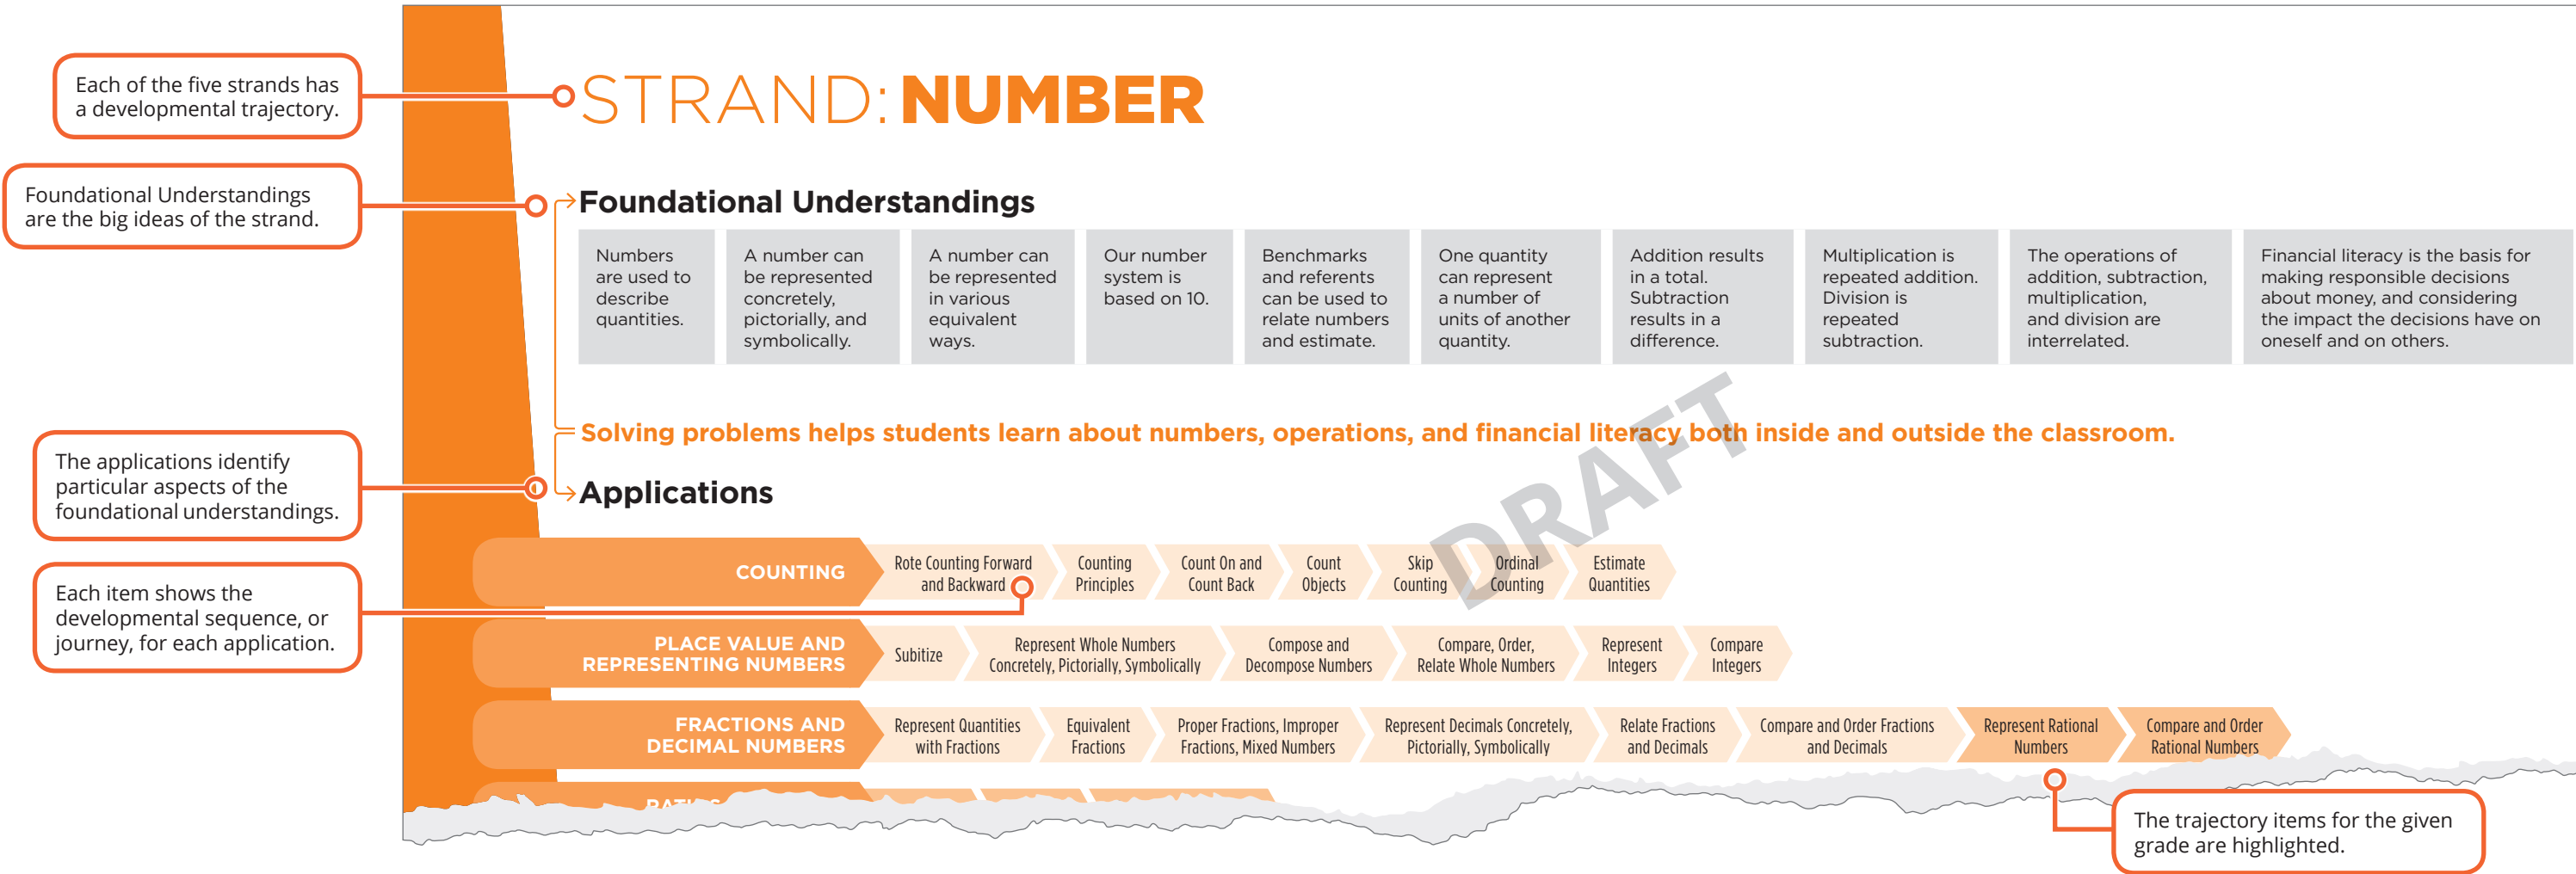 Each of the five strands has
a developmental trajectory.
STRAND: NUMBER
Foundational Understandings
are the big ideas of the strand.
Foundational Understandings
Numbers
are used to
describe
quantities.
A number can
be represented
concretely,
pictorially, and
symbolically.
A number can
be represented
in various
equivalent
ways.
Our number
system is
based on 10.
Benchmarks
and referents
can be used to
relate numbers
and estimate.
One quantity
can represent
a number of
units of another
quantity.
Addition results
in a total.
Subtraction
results in a
difference.
Multiplication is
repeated addition.
Division is
repeated
subtraction.
The operations of
addition, subtraction,
multiplication,
and division are
interrelated.
Financial literacy is the basis for
making responsible decisions
about money, and considering
the impact the decisions have on
oneself and on others.
Solving problems helps students learn about numbers, operations, and financial literacy both inside and outside the classroom.
DRAFT
The applications identify
particular aspects of the
foundational understandings.
Applications
Each item shows the
developmental sequence, or
journey, for each application.
COUNTING
Rote Counting Forward
and Backward
Counting
Principles
Count On and
Count Back
Count
Objects
Skip
Counting
Ordinal
Counting
Estimate
Quantities
PLACE VALUE AND
REPRESENTING NUMBERS
Subitize
Represent Whole Numbers
Concretely, Pictorially, Symbolically
Compose and
Decompose Numbers
Compare, Order,
Relate Whole Numbers
Represent
Integers
Compare
Integers
FRACTIONS AND
DECIMAL NUMBERS
Represent Quantities
with Fractions
Equivalent
Fractions
Proper Fractions, Improper
Fractions, Mixed Numbers
Represent Decimals Concretely,
Pictorially, Symbolically
Relate Fractions
and Decimals
Compare and Order Fractions
and Decimals
Represent Rational
Numbers
Compare and Order
Rational Numbers
The trajectory items for the given
grade are highlighted.